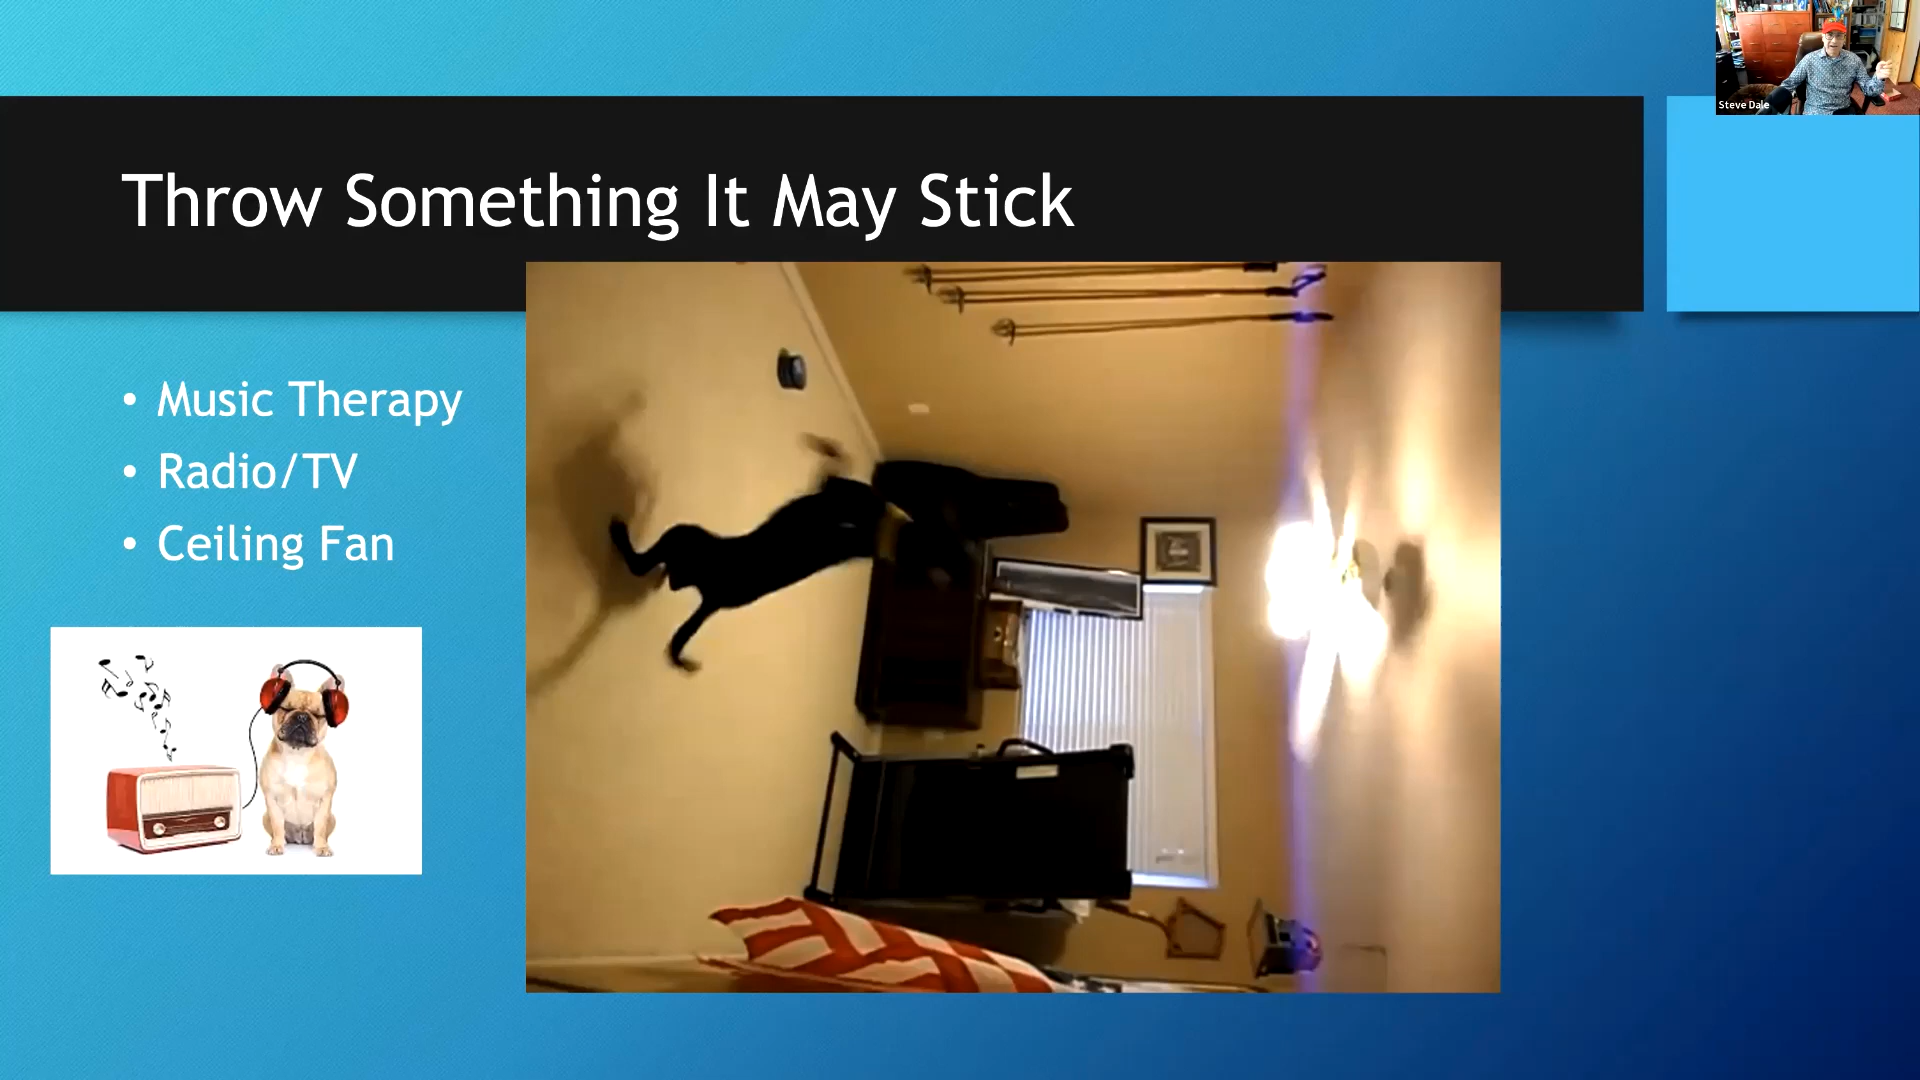 Steve Dale
Throw Something It May Stick
• Music Therapy
• Radio/TV
• Ceiling Fan